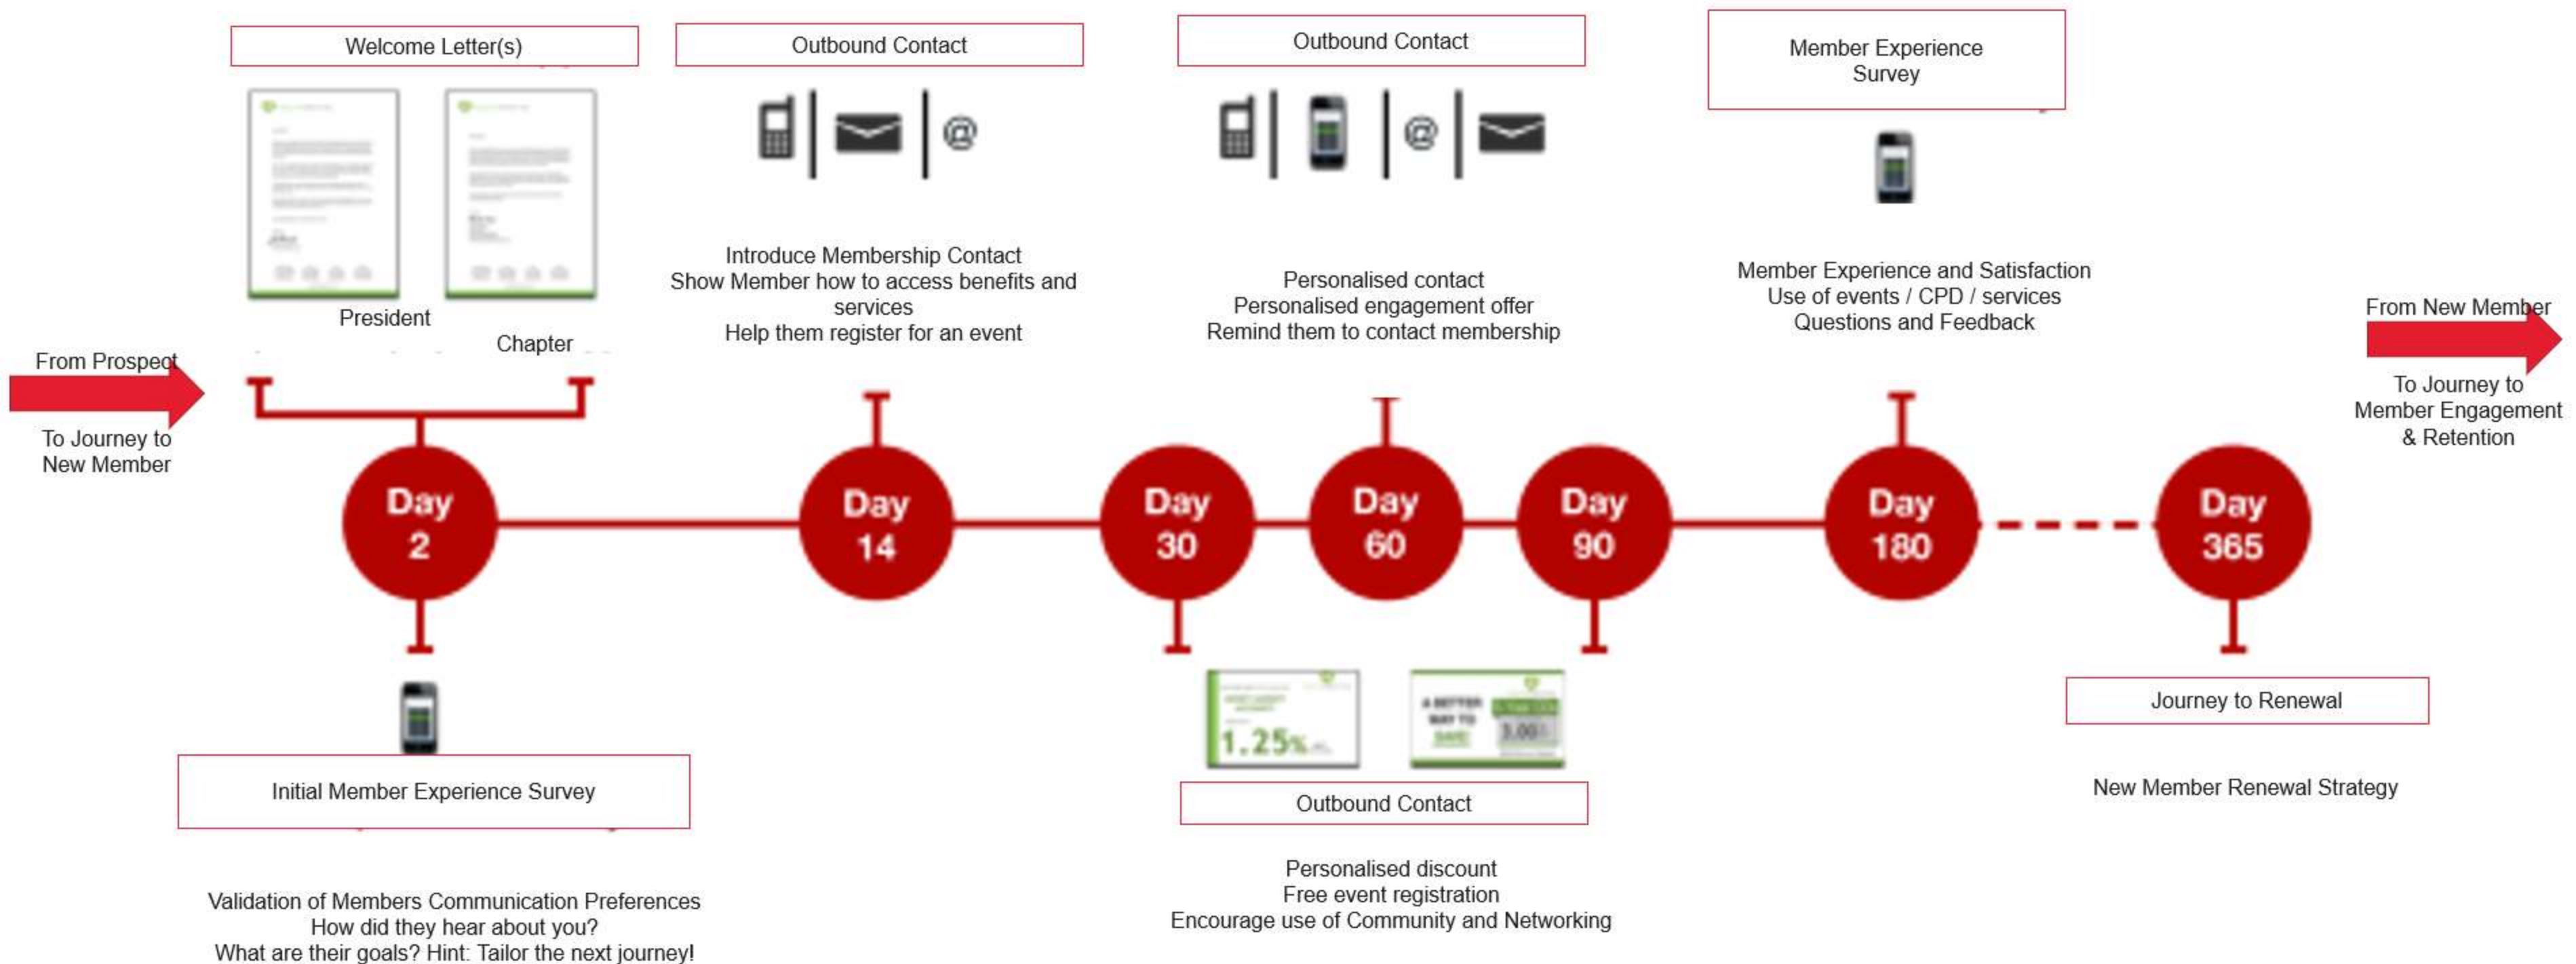 Welcome Letter(s)
Outbound Contact
Outbound Contact
Member Experience
Survey
@
@
President
Chapter
Introduce Membership Contact
Show Member how to access benefits and
services
Help them register for an event
Personalised contact
Personalised engagement offer
Remind them to contact membership
Member Experience and Satisfaction
Use of events / CPD / services
Questions and Feedback
From Prospect
To Journey to
New Member
From New Member
To Journey to
Member Engagement
& Retention
Day
2
Day
14
Day
30
Day
60
Day
90
Day
180
Day
365
Initial Member Experience Survey
Validation of Members Communication Preferences
How did they hear about you?
What are their goals? Hint: Tailor the next journey!
1.25%
A BETTER
WAY TO
Outbound Contact
Personalised discount
Free event registration
Encourage use of Community and Networking
Journey to Renewal
New Member Renewal Strategy